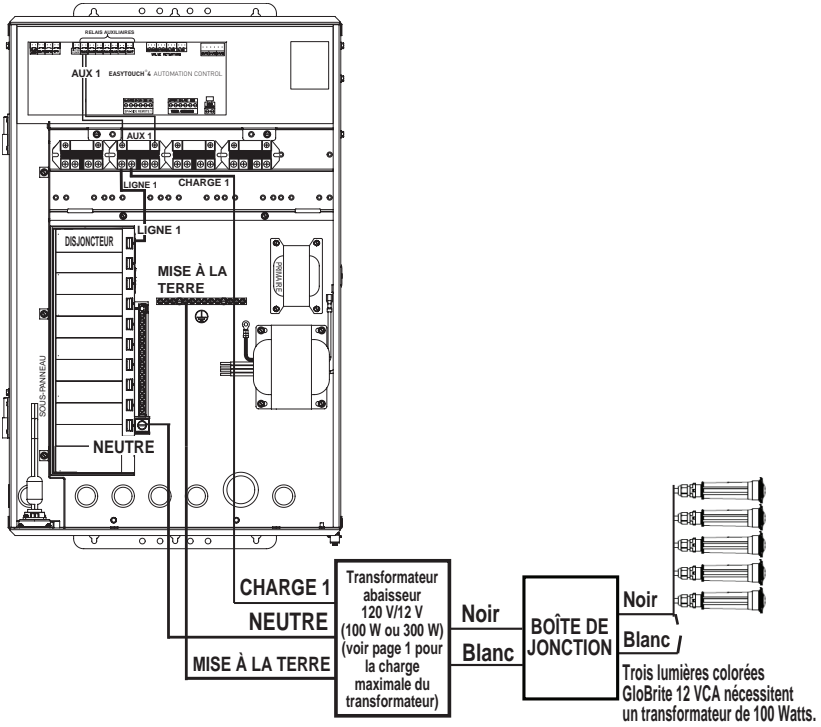 RELAIS AUXILIAIRES
AUX 1 EASYTOUCH®4 AUTOMATION CONTROL
AUX 1
LIGNE 1
CHARGE 1
LIGNE 1
DISJONCTEUR
MISE À LA
TERRE
PRIMAIRE
SOUS-PANNEAU
NEUTRE
CHARGE 1
NEUTRE
MISE À LA TERRE
Transformateur
abaisseur
120 V/12 V
(100 W ou 300 W)
(voir page 1 pour
la charge
maximale du
transformateur)
Noir
Blanc
BOÎTE DE
JONCTION
Noir
Blanc
Trois lumières colorées
GloBrite 12 VCA nécessitent
un transformateur de 100 Watts.